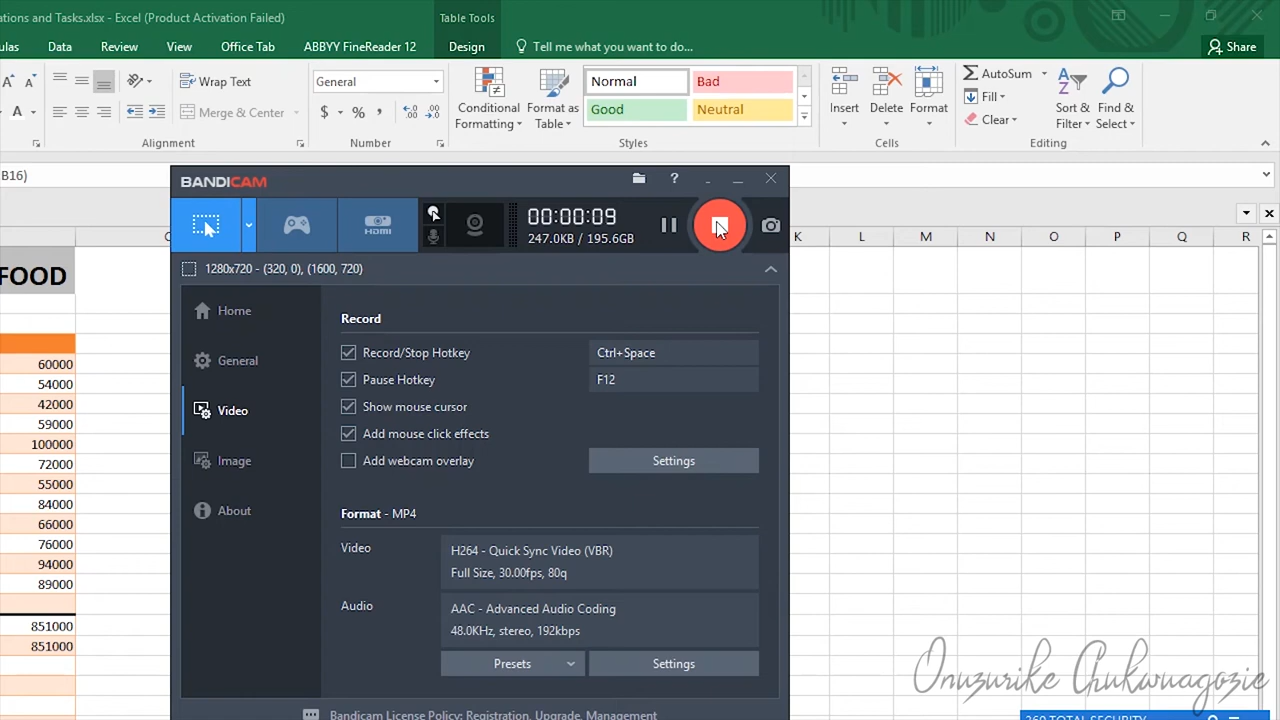 ations and Tasks.xlsx - Excel (Product Activation Failed)
Table Tools
ulas Data Review View Office Tab ABBYY FineReader 12 Design Tell me what you want to do... Share
Wrap Text
General
Normal
Bad
AutoSum
Merge & Center
$ % ,
Conditional Formatting
Format as Table
Good
Neutral
Insert Delete Format
Fill
Clear
Sort & Filter
Find & Select
Alignment
Number
Styles
Cells
Editing
B16)
BANDICAM
?
HDMI
00:00:09
247.0KB / 195.6GB
K L M N O P Q R
1280x720 - (320, 0), (1600, 720)
FOOD
Home
General
Video
Image
About
Record
Record/Stop Hotkey Ctrl+Space
Pause Hotkey F12
Show mouse cursor
Add mouse click effects
Add webcam overlay Settings
Format - MP4
Video
H264 - Quick Sync Video (VBR)
Full Size, 30.00fps, 80q
Audio
AAC - Advanced Audio Coding
48.0KHz, stereo, 192kbps
Presets Settings
Bandicam License Policy: Registration, Upgrade, Management
60000
54000
42000
59000
100000
72000
55000
84000
66000
76000
94000
89000
851000
851000
Onuzurike Chukwuagozie
360 TOTAL SECURITY